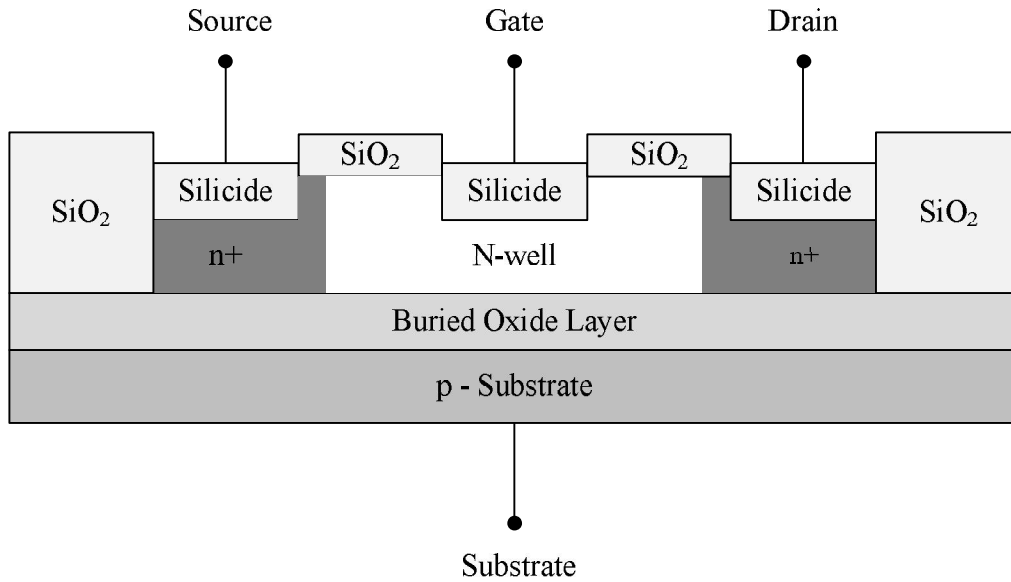 Source
Gate
Drain
SiO₂
SiO₂
Silicide
Silicide
Silicide
SiO₂
SiO₂
n+
N-well
n+
Buried Oxide Layer
p - Substrate
Substrate